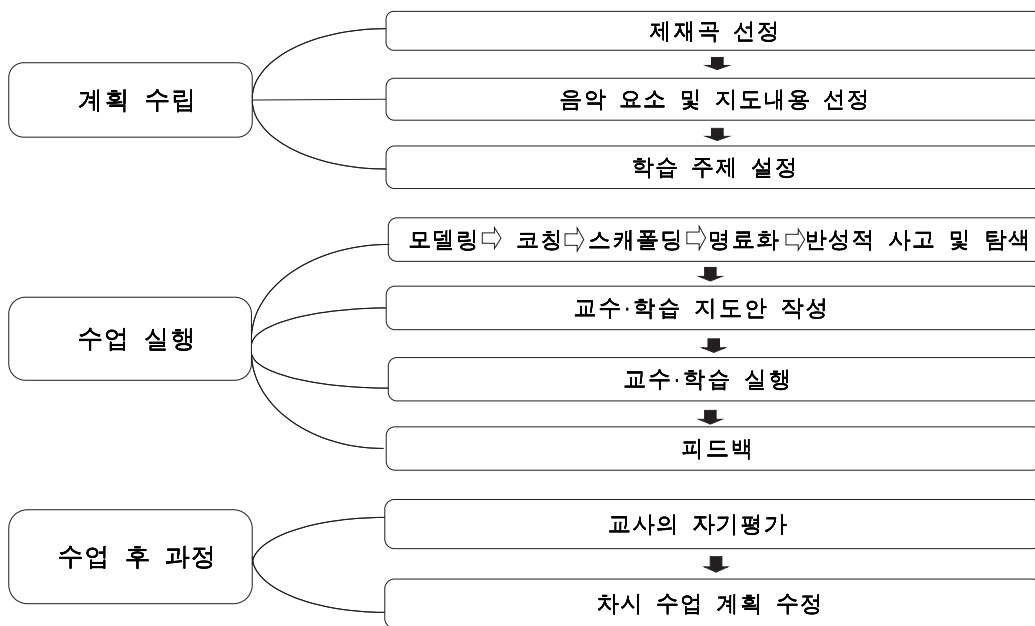 계획 수립
제재곡 선정
음악 요소 및 지도내용 선정
학습 주제 설정
수업 실행
모델링⇨ 코칭⇨스캐폴딩⇨명료화⇨반성적 사고 및 탐색
교수·학습 지도안 작성
교수·학습 실행
피드백
수업 후 과정
교사의 자기평가
차시 수업 계획 수정